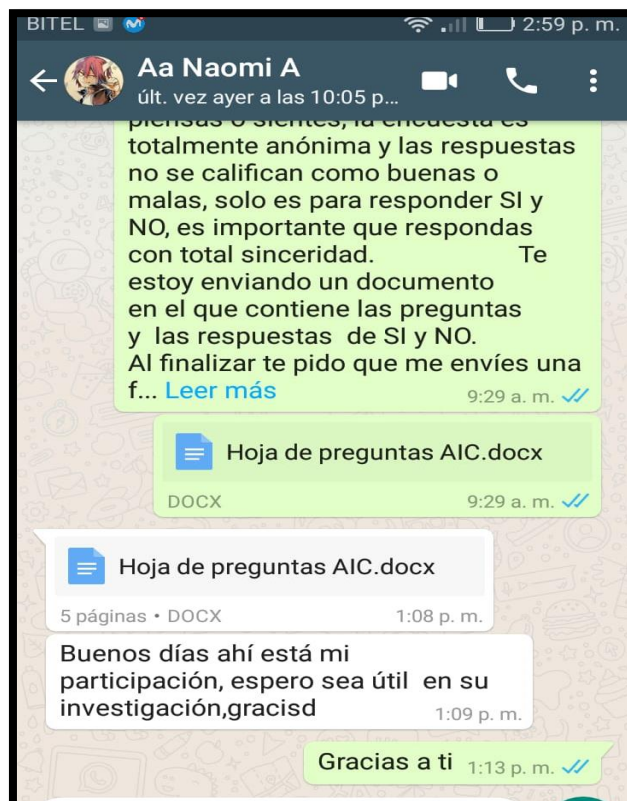 BITEL 2:59 p. m.
Aa Naomi A
últ. vez ayer a las 10:05 p...
piensas o sientes, la encuesta es
totalmente anónima y las respuestas
no se califican como buenas o
malas, solo es para responder SI y
NO, es importante que respondas
con total sinceridad. Te
estoy enviando un documento
en el que contiene las preguntas
y las respuestas de SI y NO.
Al finalizar te pido que me envíes una
f... Leer más 9:29 a. m.
Hoja de preguntas AIC.docx
DOCX 9:29 a. m.
Hoja de preguntas AIC.docx
5 páginas • DOCX 1:08 p. m.
Buenos días ahí está mi
participación, espero sea útil en su
investigación,gracisd 1:09 p. m.
Gracias a ti 1:13 p. m.